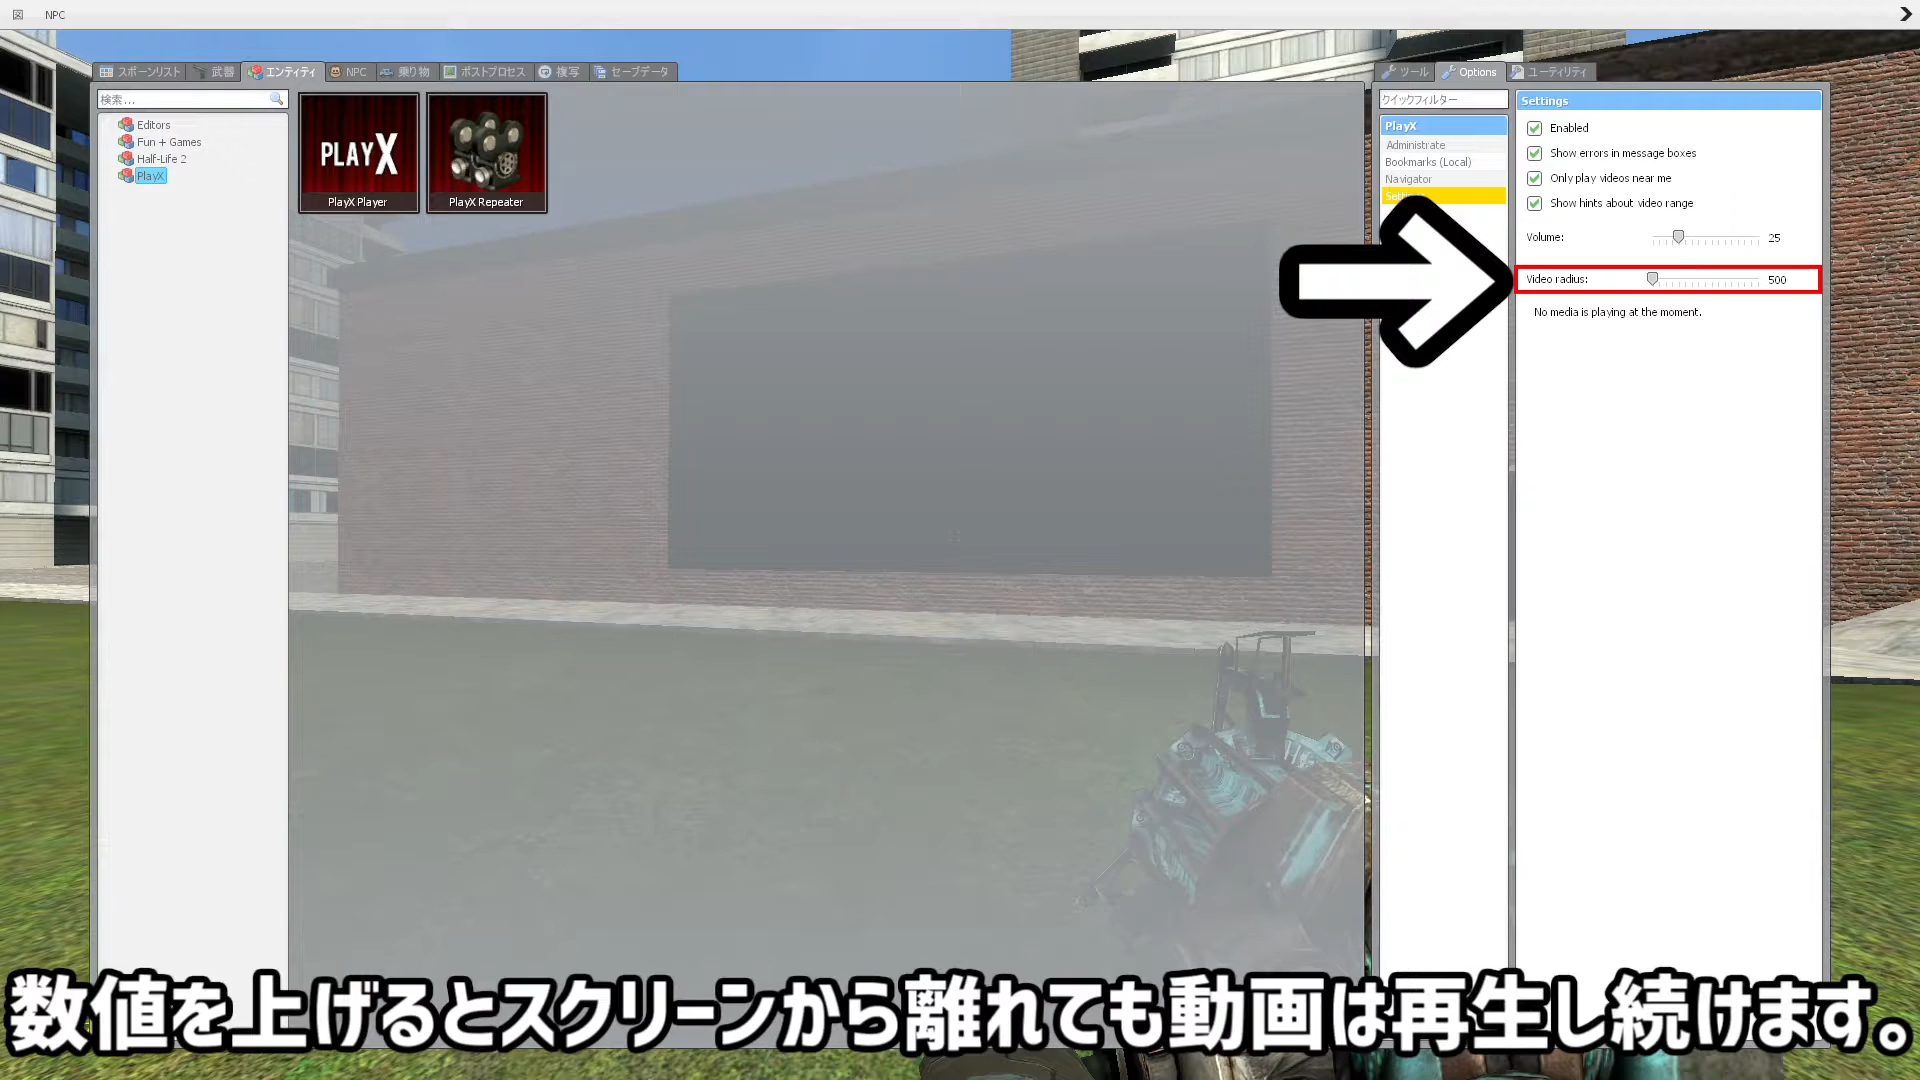 NPC
スポーンリスト 武器 エンティティ NPC 乗り物 ポストプロセス 複写 セーブデータ
ツール Options ユーティリティ
検索...
Editors
Fun + Games
Half-Life 2
PlayX
PLAYX
PlayX Player
PlayX Repeater
クイックフィルター
PlayX
Administrate
Bookmarks (Local)
Navigator
Settings
Enabled
Show errors in message boxes
Only play videos near me
Show hints about video range
Volume: 25
Video radius: 500
No media is playing at the moment.
数値を上げるとスクリーンから離れても動画は再生し続けます。